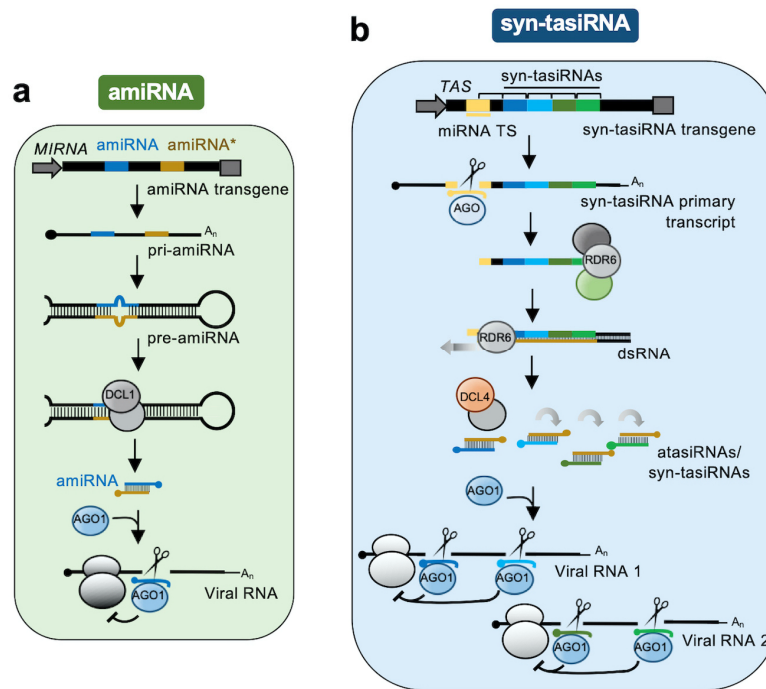 a
amiRNA
MIRNA amiRNA amiRNA*
amiRNA transgene
An
pri-amiRNA
pre-amiRNA
DCL1
amiRNA
AGO1
An
Viral RNA
AGO1
b
syn-tasiRNA
TAS
syn-tasiRNAs
miRNA TS
syn-tasiRNA transgene
An
AGO
syn-tasiRNA primary
transcript
RDR6
RDR6
dsRNA
DCL4
atasiRNAs/
syn-tasiRNAs
AGO1
An
AGO1 AGO1
Viral RNA 1
An
AGO1 AGO1
Viral RNA 2